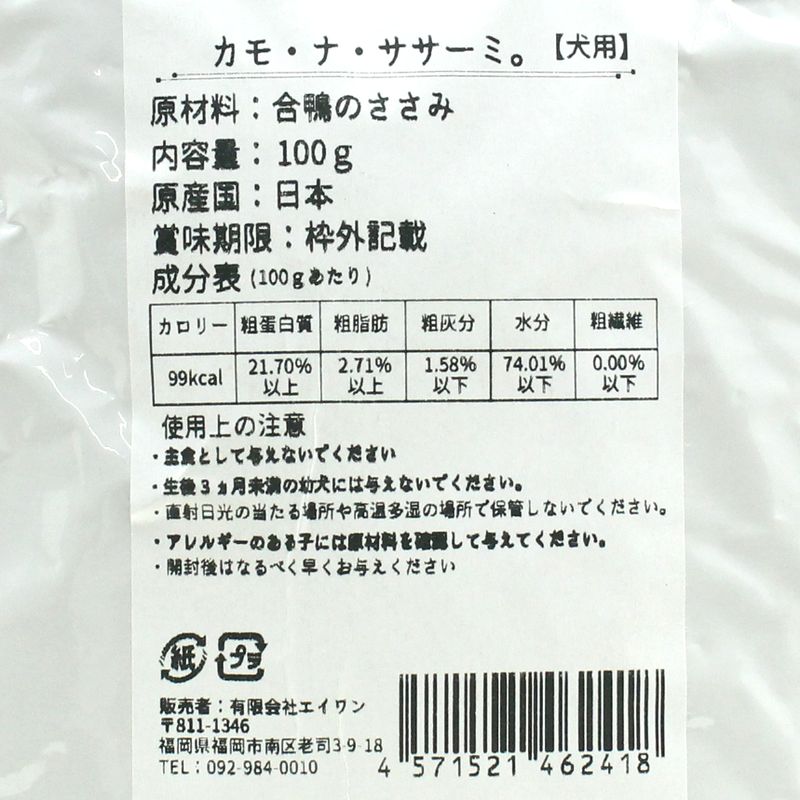 カモ・ナ・ササーミ。【犬用】
原材料：合鴨のささみ
内容量：100g
原産国：日本
賞味期限：枠外記載
成分表(100gあたり)
カロリー 粗蛋白質 粗脂肪 粗灰分 水分 粗繊維
99kcal 21.70%以上 2.71%以上 1.58%以下 74.01%以下 0.00%以下
使用上の注意
・主食として与えないでください
・生後3ヵ月未満の幼犬には与えないでください。
・直射日光の当たる場所や高温多湿の場所で保管しないでください。
・アレルギーのある子には原材料を確認して与えてください。
・開封後はなるべく早くお与えください
紙 プラ
販売者：有限会社エイワン
〒811-1346
福岡県福岡市南区老司3-9-18
TEL：092-984-0010
4 571521 462418